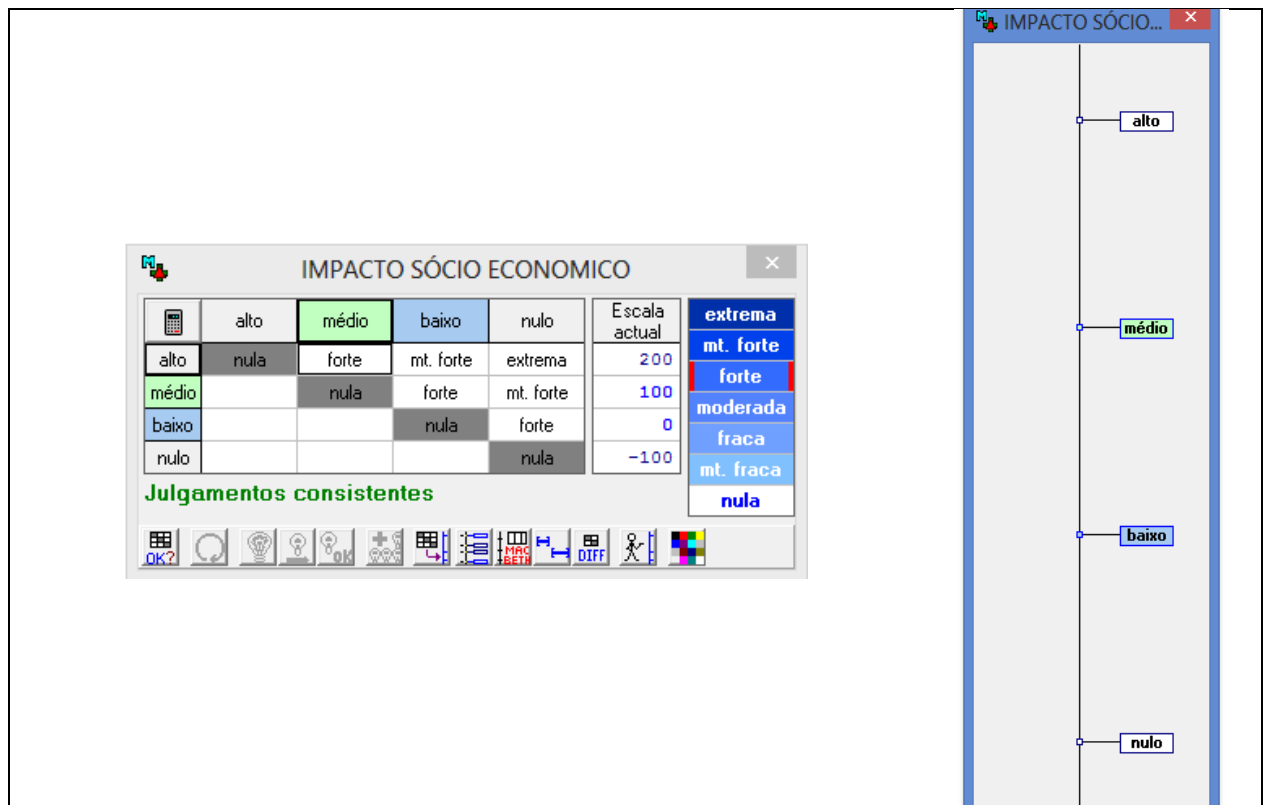 IMPACTO SÓCIO ECONOMICO
alto médio baixo nulo Escala actual
alto nula forte mt. forte extrema 200
médio nula forte mt. forte 100
baixo nula forte 0
nulo nula -100
extrema
mt. forte
forte
moderada
fraca
mt. fraca
nula
Julgamentos consistentes
OK? OK MAC BETH DIFF
IMPACTO SÓCIO...
alto
médio
baixo
nulo